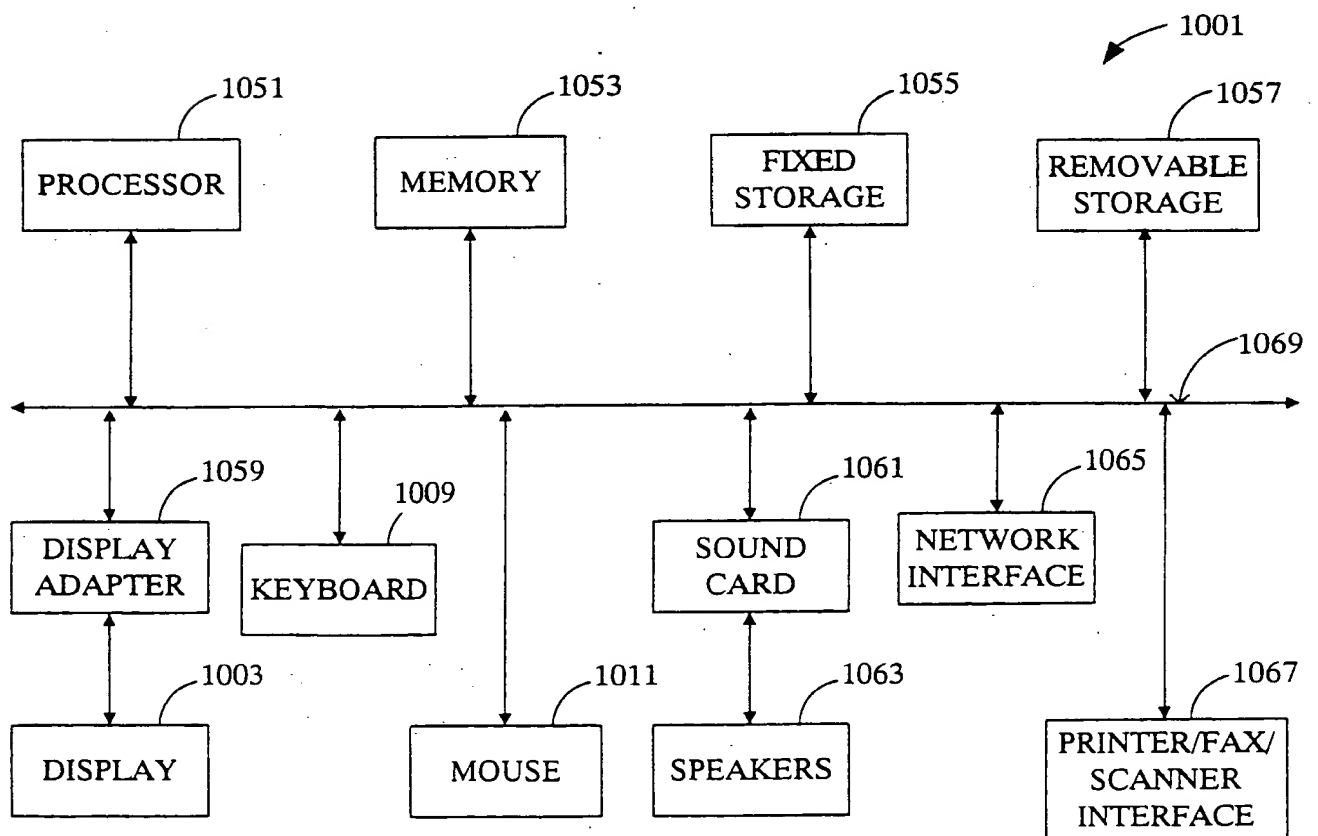 1001
1051
1053
1055
1057
PROCESSOR
MEMORY
FIXED
STORAGE
REMOVABLE
STORAGE
1069
1059
1009
1061
1065
DISPLAY
ADAPTER
KEYBOARD
SOUND
CARD
NETWORK
INTERFACE
1003
1011
1063
1067
DISPLAY
MOUSE
SPEAKERS
PRINTER/FAX/
SCANNER
INTERFACE